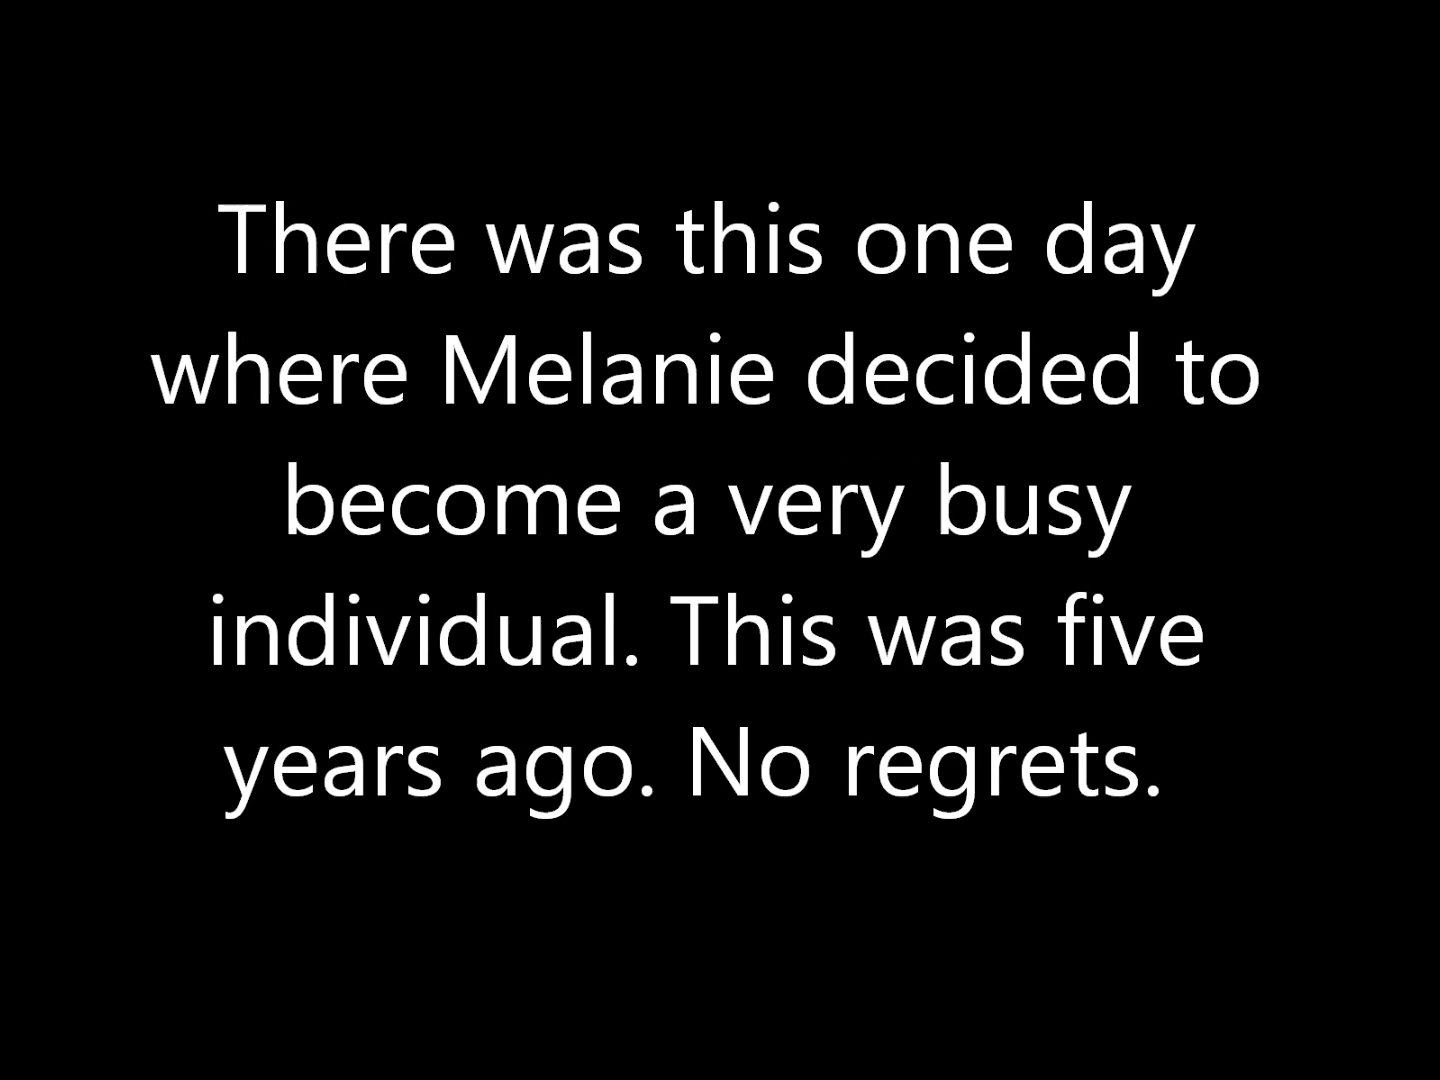 There was this one day
where Melanie decided to
become a very busy
individual. This was five
years ago. No regrets.